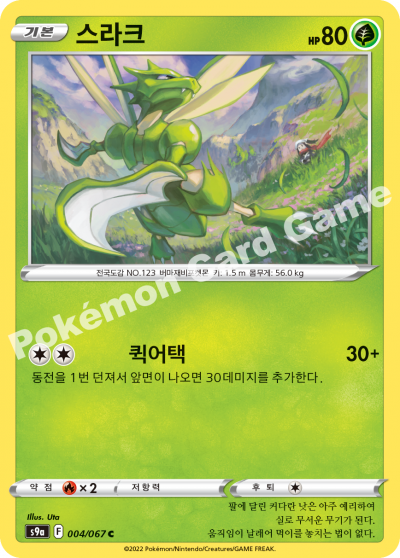 기본 스라크 HP 80
전국도감 NO.123 버마재비포켓몬 키: 1.5 m 몸무게: 56.0 kg
Pokémon Card Game
퀵어택 30+
동전을 1번 던져서 앞면이 나오면 30데미지를 추가한다.
약점 ×2 저항력 후퇴
Illus. Uta
s9a F 004/067 C
팔에 달린 커다란 낫은 아주 예리하여
실로 무서운 무기가 된다.
움직임이 날래어 먹이를 놓치는 법이 없다.
©2022 Pokémon/Nintendo/Creatures/GAME FREAK.